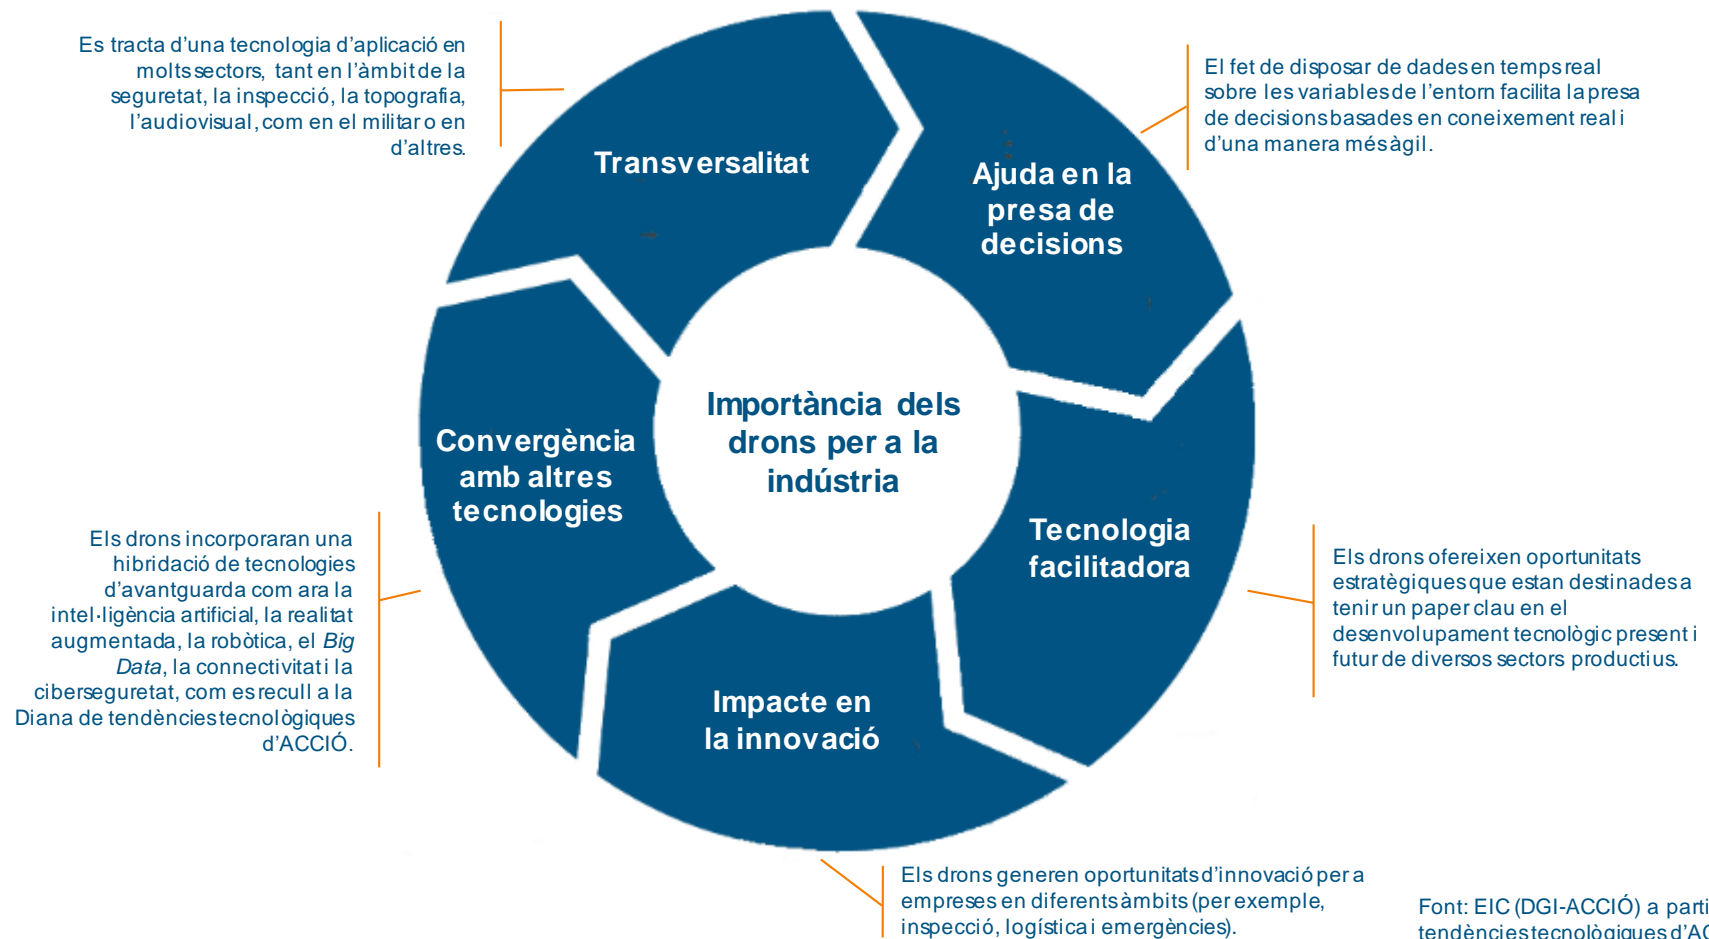 Es tracta d'una tecnologia d'aplicació en
molts sectors, tant en l'àmbit de la
seguretat, la inspecció, la topografia,
l'audiovisual, com en el militar o en
d'altres.
El fet de disposar de dades en temps real
sobre les variables de l'entorn facilita la presa
de decisions basades en coneixement real i
d'una manera més àgil.
Transversalitat
Ajuda en la
presa de
decisions
Importància dels
drons per a la
indústria
Convergència
amb altres
tecnologies
Tecnologia
facilitadora
Els drons incorporaran una
hibridació de tecnologies
d'avantguarda com ara la
intel·ligència artificial, la realitat
augmentada, la robòtica, el Big
Data, la connectivitat i la
ciberseguretat, com es recull a la
Diana de tendències tecnològiques
d'ACCIÓ.
Els drons ofereixen oportunitats
estratègiques que estan destinades a
tenir un paper clau en el
desenvolupament tecnològic present i
futur de diversos sectors productius.
Impacte en
la innovació
Els drons generen oportunitats d'innovació per a
empreses en diferents àmbits (per exemple,
inspecció, logística i emergències).
Font: EIC (DGI-ACCIÓ) a parti
tendències tecnològiques d'AC